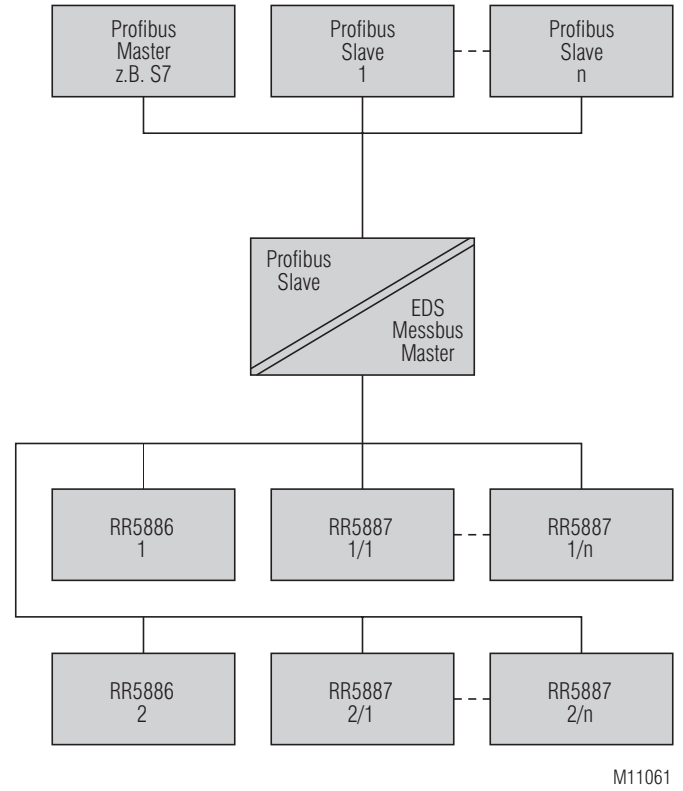 Profibus
Master
z.B. S7
Profibus
Slave
1
Profibus
Slave
n
Profibus
Slave
EDS
Messbus
Master
RR5886
1
RR5887
1/1
RR5887
1/n
RR5886
2
RR5887
2/1
RR5887
2/n
M11061